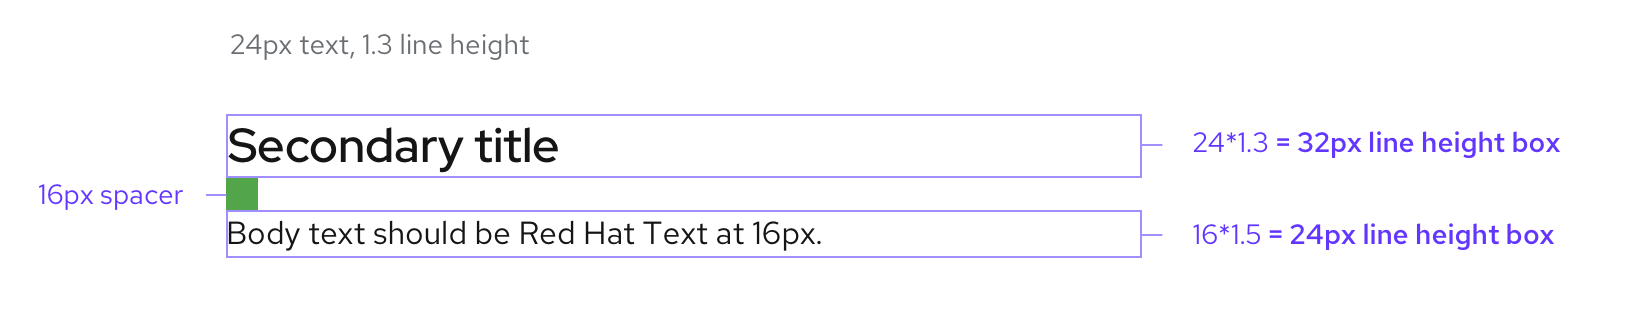 24px text, 1.3 line height
Secondary title
24*1.3 = 32px line height box
16px spacer
Body text should be Red Hat Text at 16px.
16*1.5 = 24px line height box